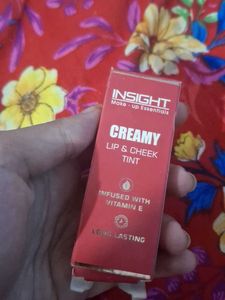 INSIGHT
Make-up Essentials
CREAMY
LIP & CHEEK
TINT
INFUSED WITH
VITAMIN E
LONG LASTING